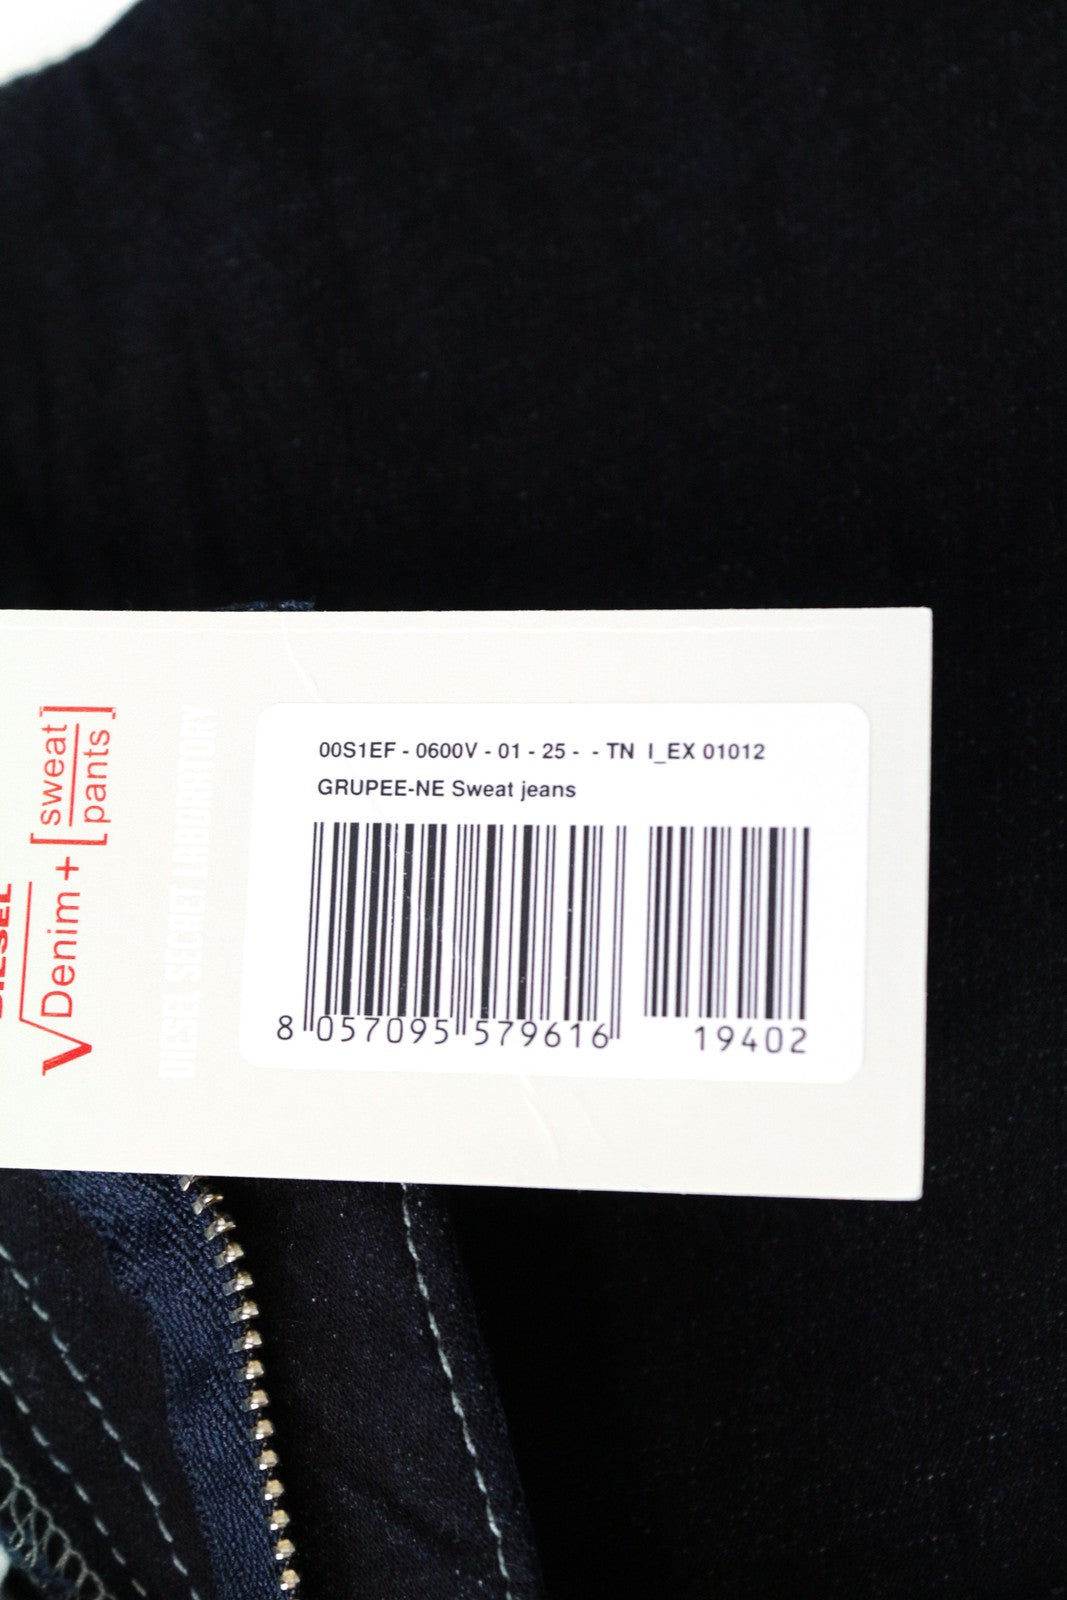 00S1EF - 0600V - 01 - 25 -  - TN  I_EX 01012
GRUPEE-NE Sweat jeans
8 057095 579616
19402
DIESEL
√Denim + [sweat
pants]
DIESEL SECRET LABORATORY